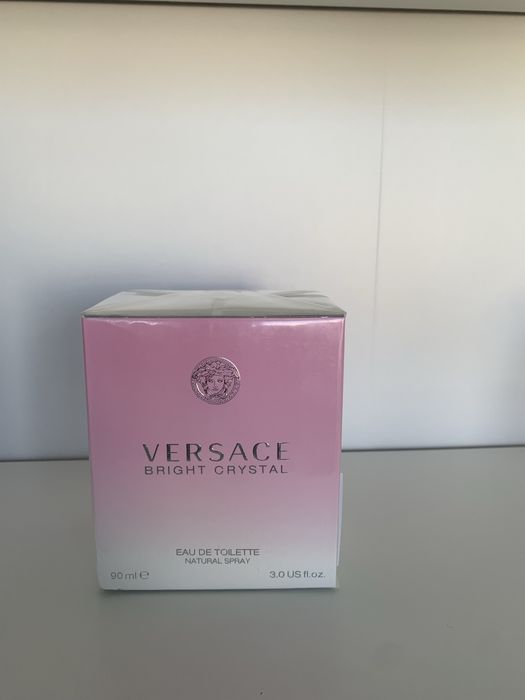 VERSACE
BRIGHT CRYSTAL
EAU DE TOILETTE
NATURAL SPRAY
90 ml ℮ 3.0 US fl.oz.